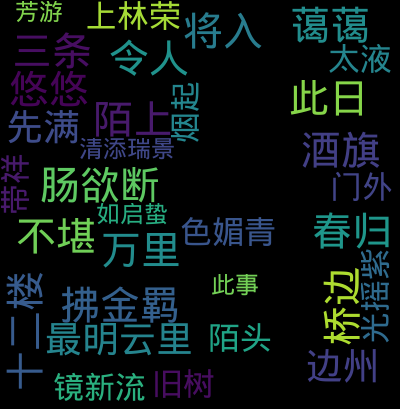 芳游
上林荣
将入
蔼蔼
三条
令人
太液
悠悠
烟起
此日
先满
陌上
清添瑞景
酒旗
带祥
肠欲断
门外
如启蛰
不堪
万里
色媚青
春归
光摇紫
十二楼
拂金羁
此事
桥边
最明云里
陌头
边州
镜新流
旧树